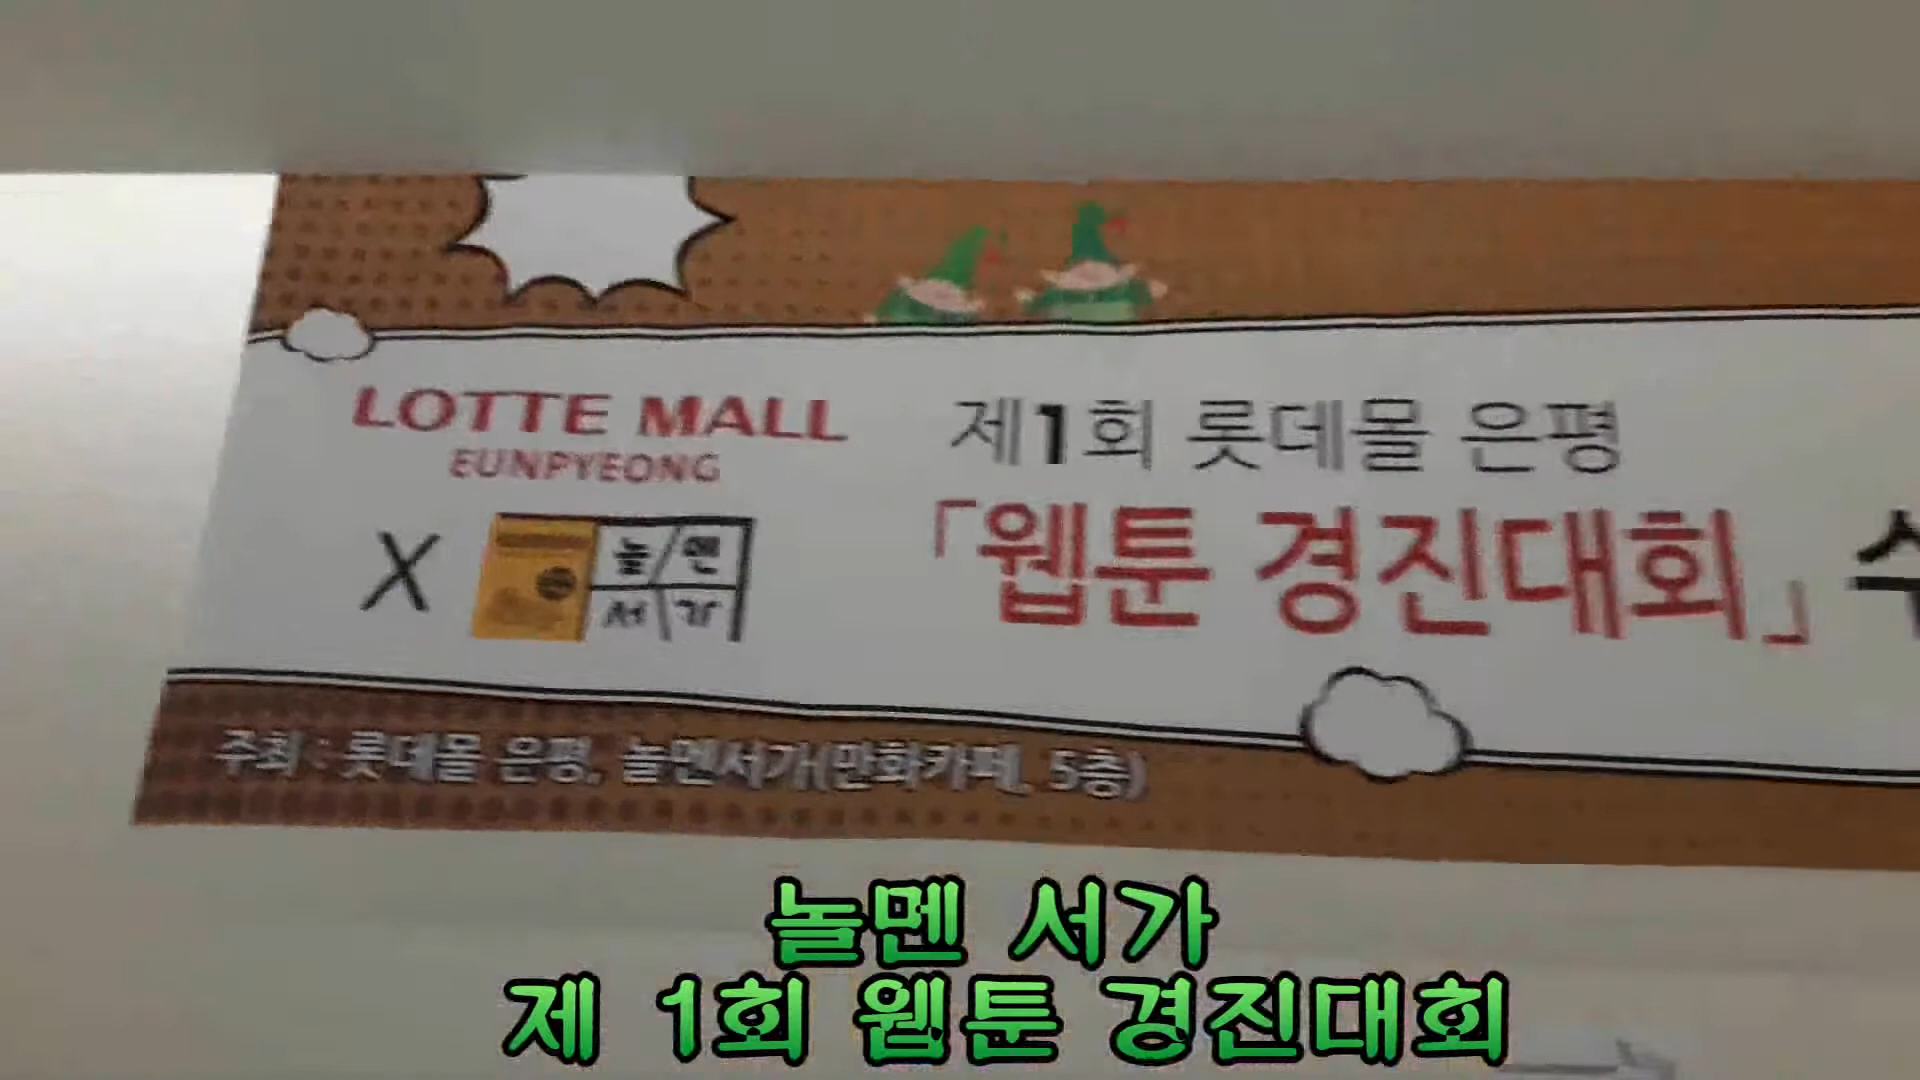 LOTTE MALL
EUNPYEONG
X 놀멘
서가
제1회 롯데몰 은평
「웹툰 경진대회」
주최 : 롯데몰 은평, 놀멘서가(만화카페, 5층)
놀멘 서가
제 1회 웹툰 경진대회